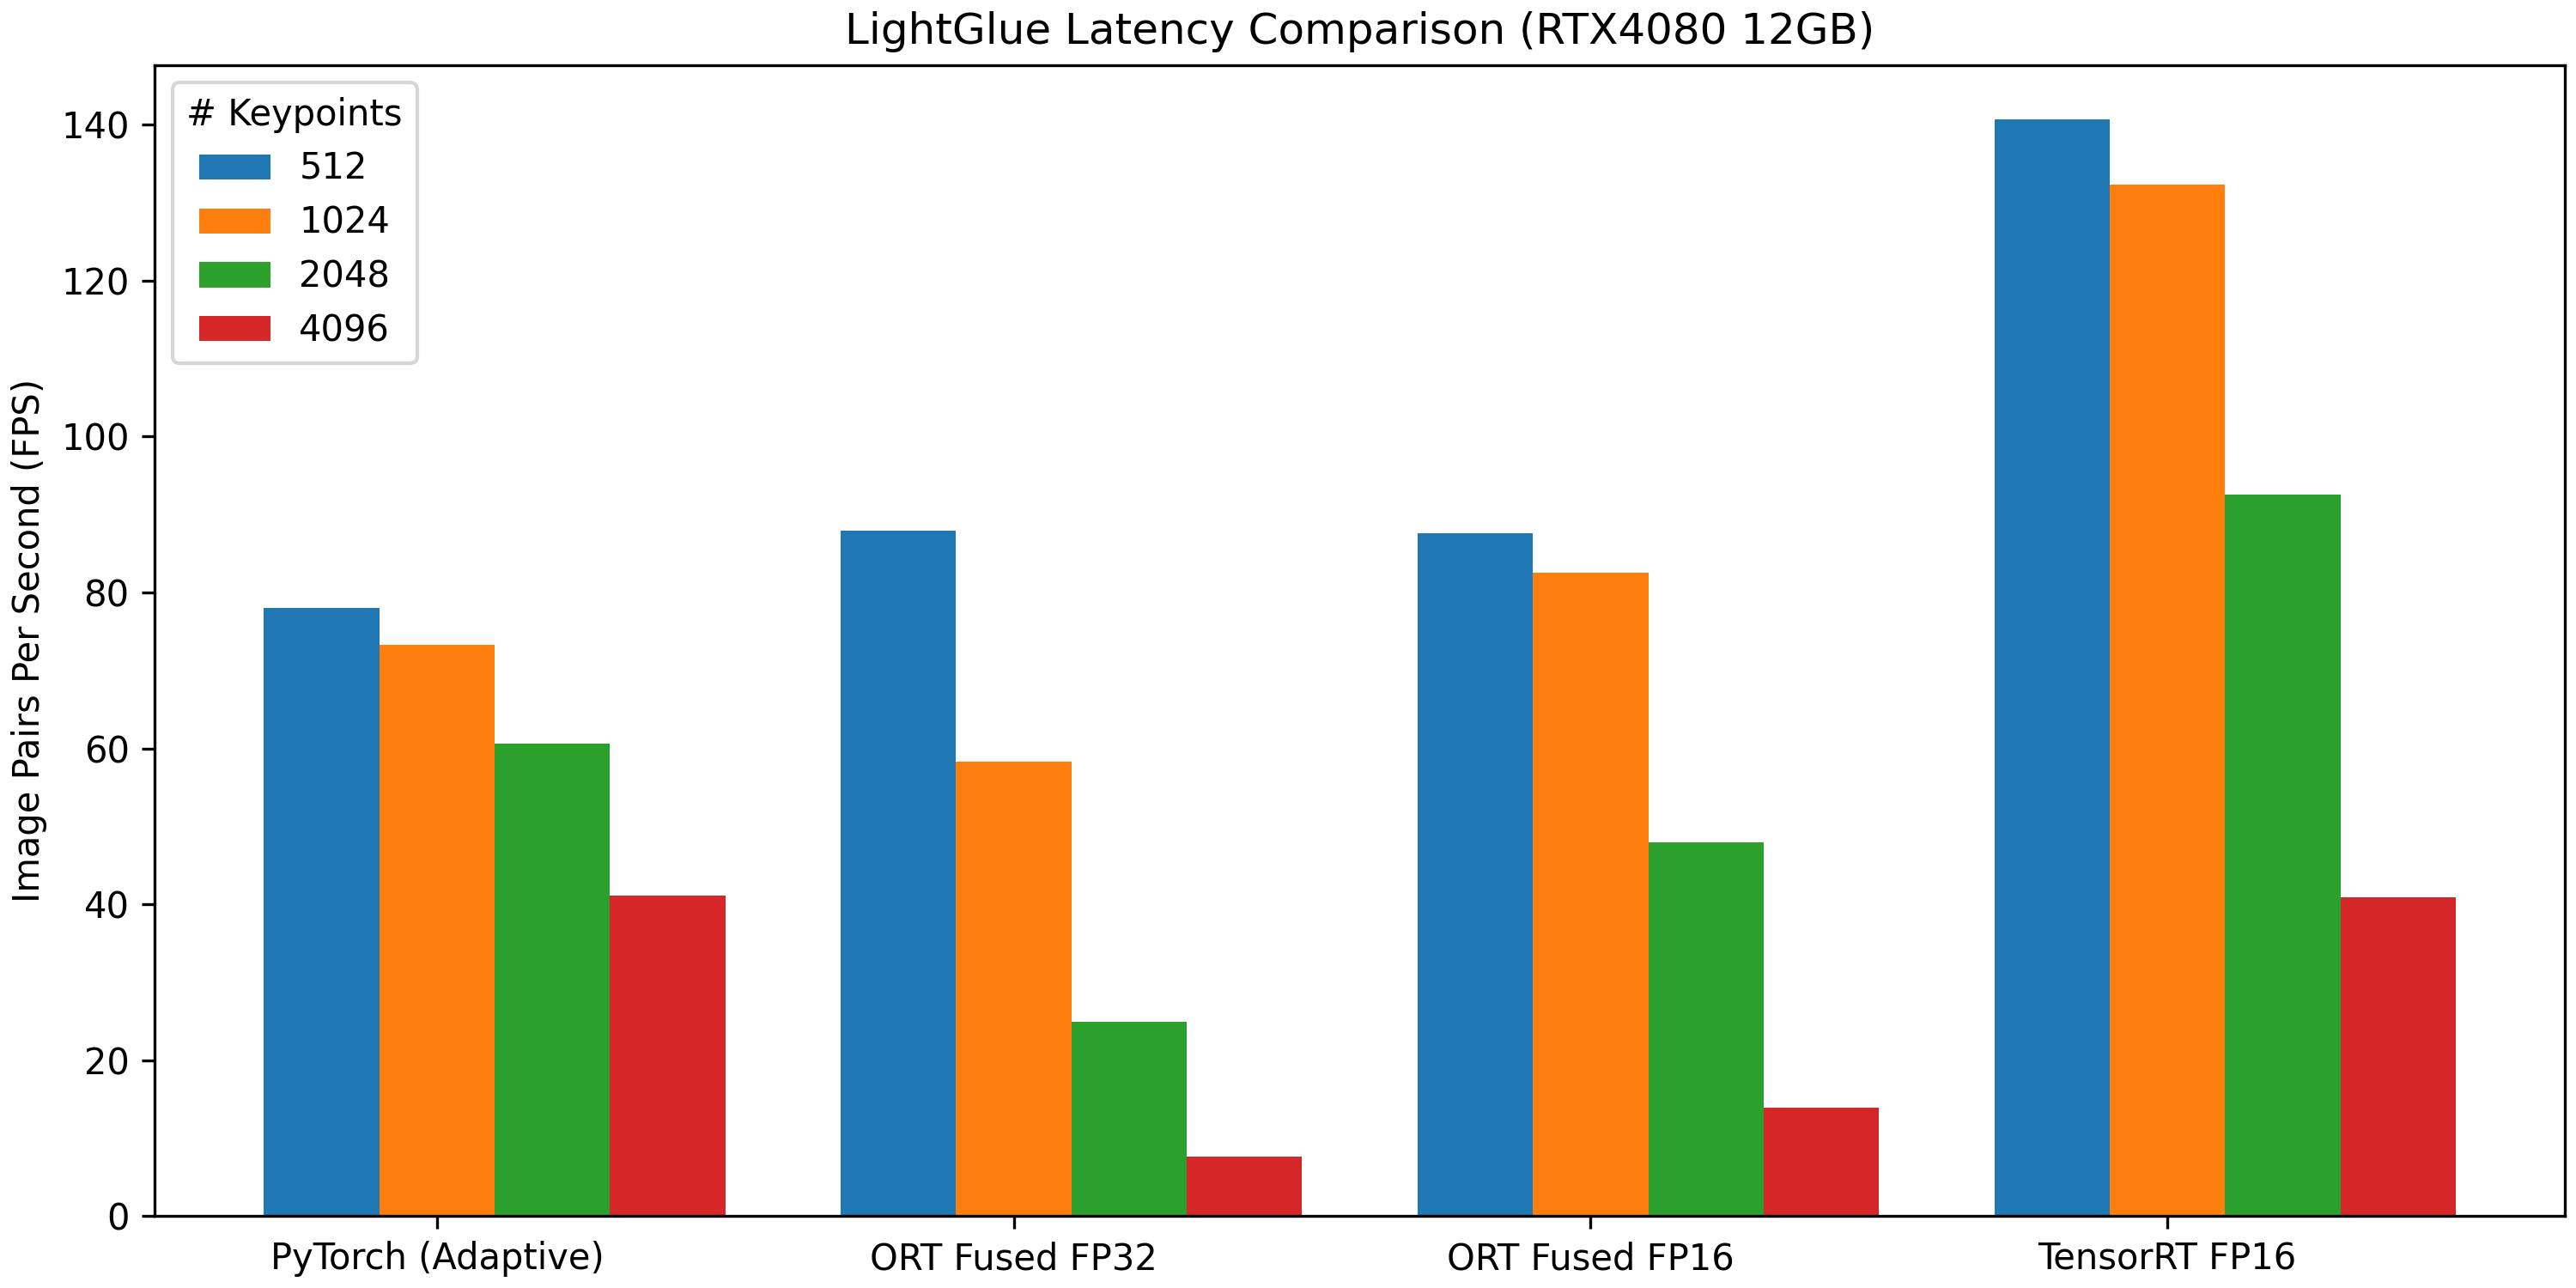 LightGlue Latency Comparison (RTX4080 12GB)
# Keypoints
512
1024
2048
4096
Image Pairs Per Second (FPS)
140
120
100
80
60
40
20
0
PyTorch (Adaptive)
ORT Fused FP32
ORT Fused FP16
TensorRT FP16